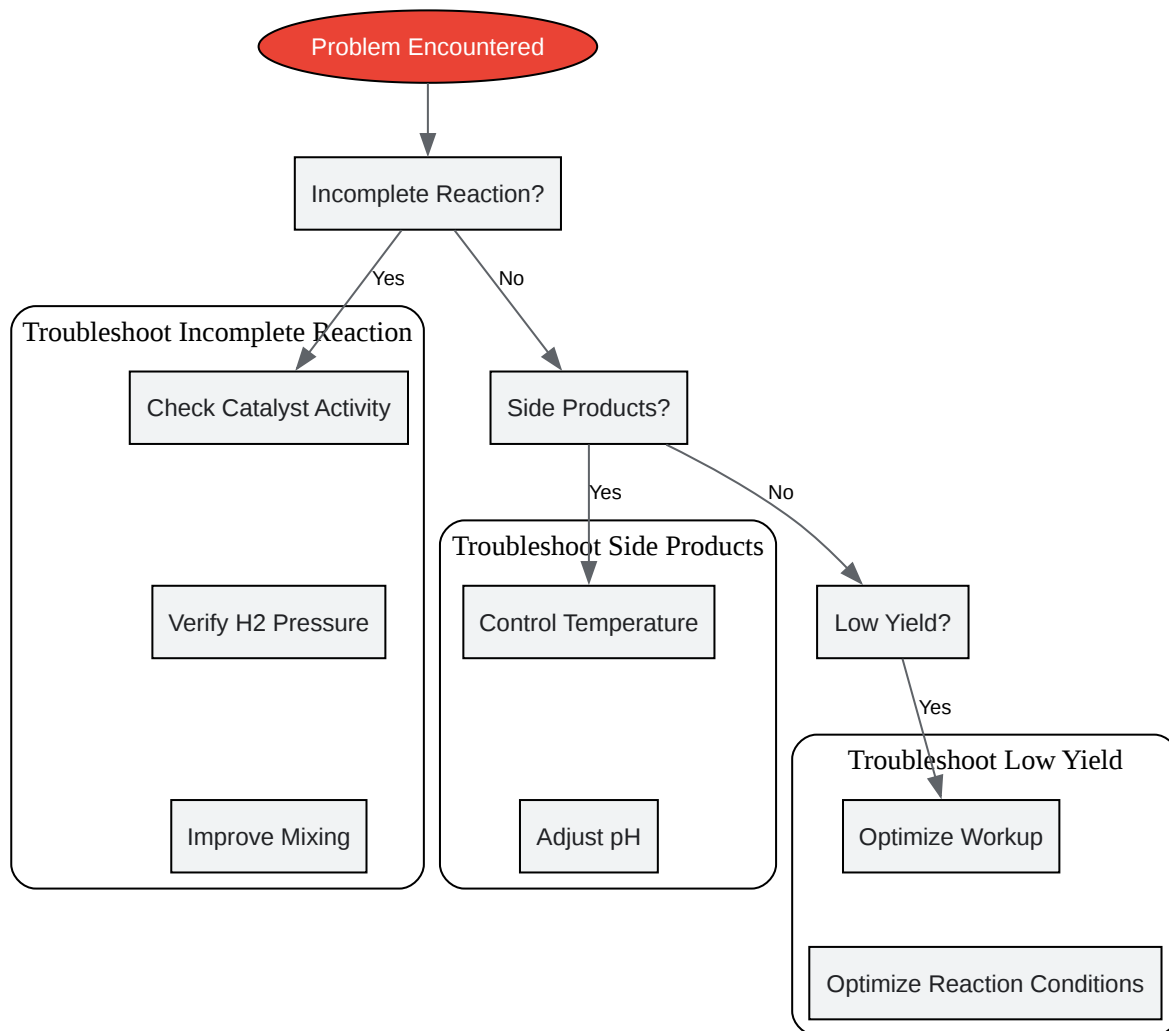 Problem Encountered
Incomplete Reaction?
Yes
No
Troubleshoot Incomplete Reaction
Check Catalyst Activity
Side Products?
Yes
No
Troubleshoot Side Products
Verify H2 Pressure
Control Temperature
Low Yield?
Yes
Troubleshoot Low Yield
Improve Mixing
Adjust pH
Optimize Workup
Optimize Reaction Conditions